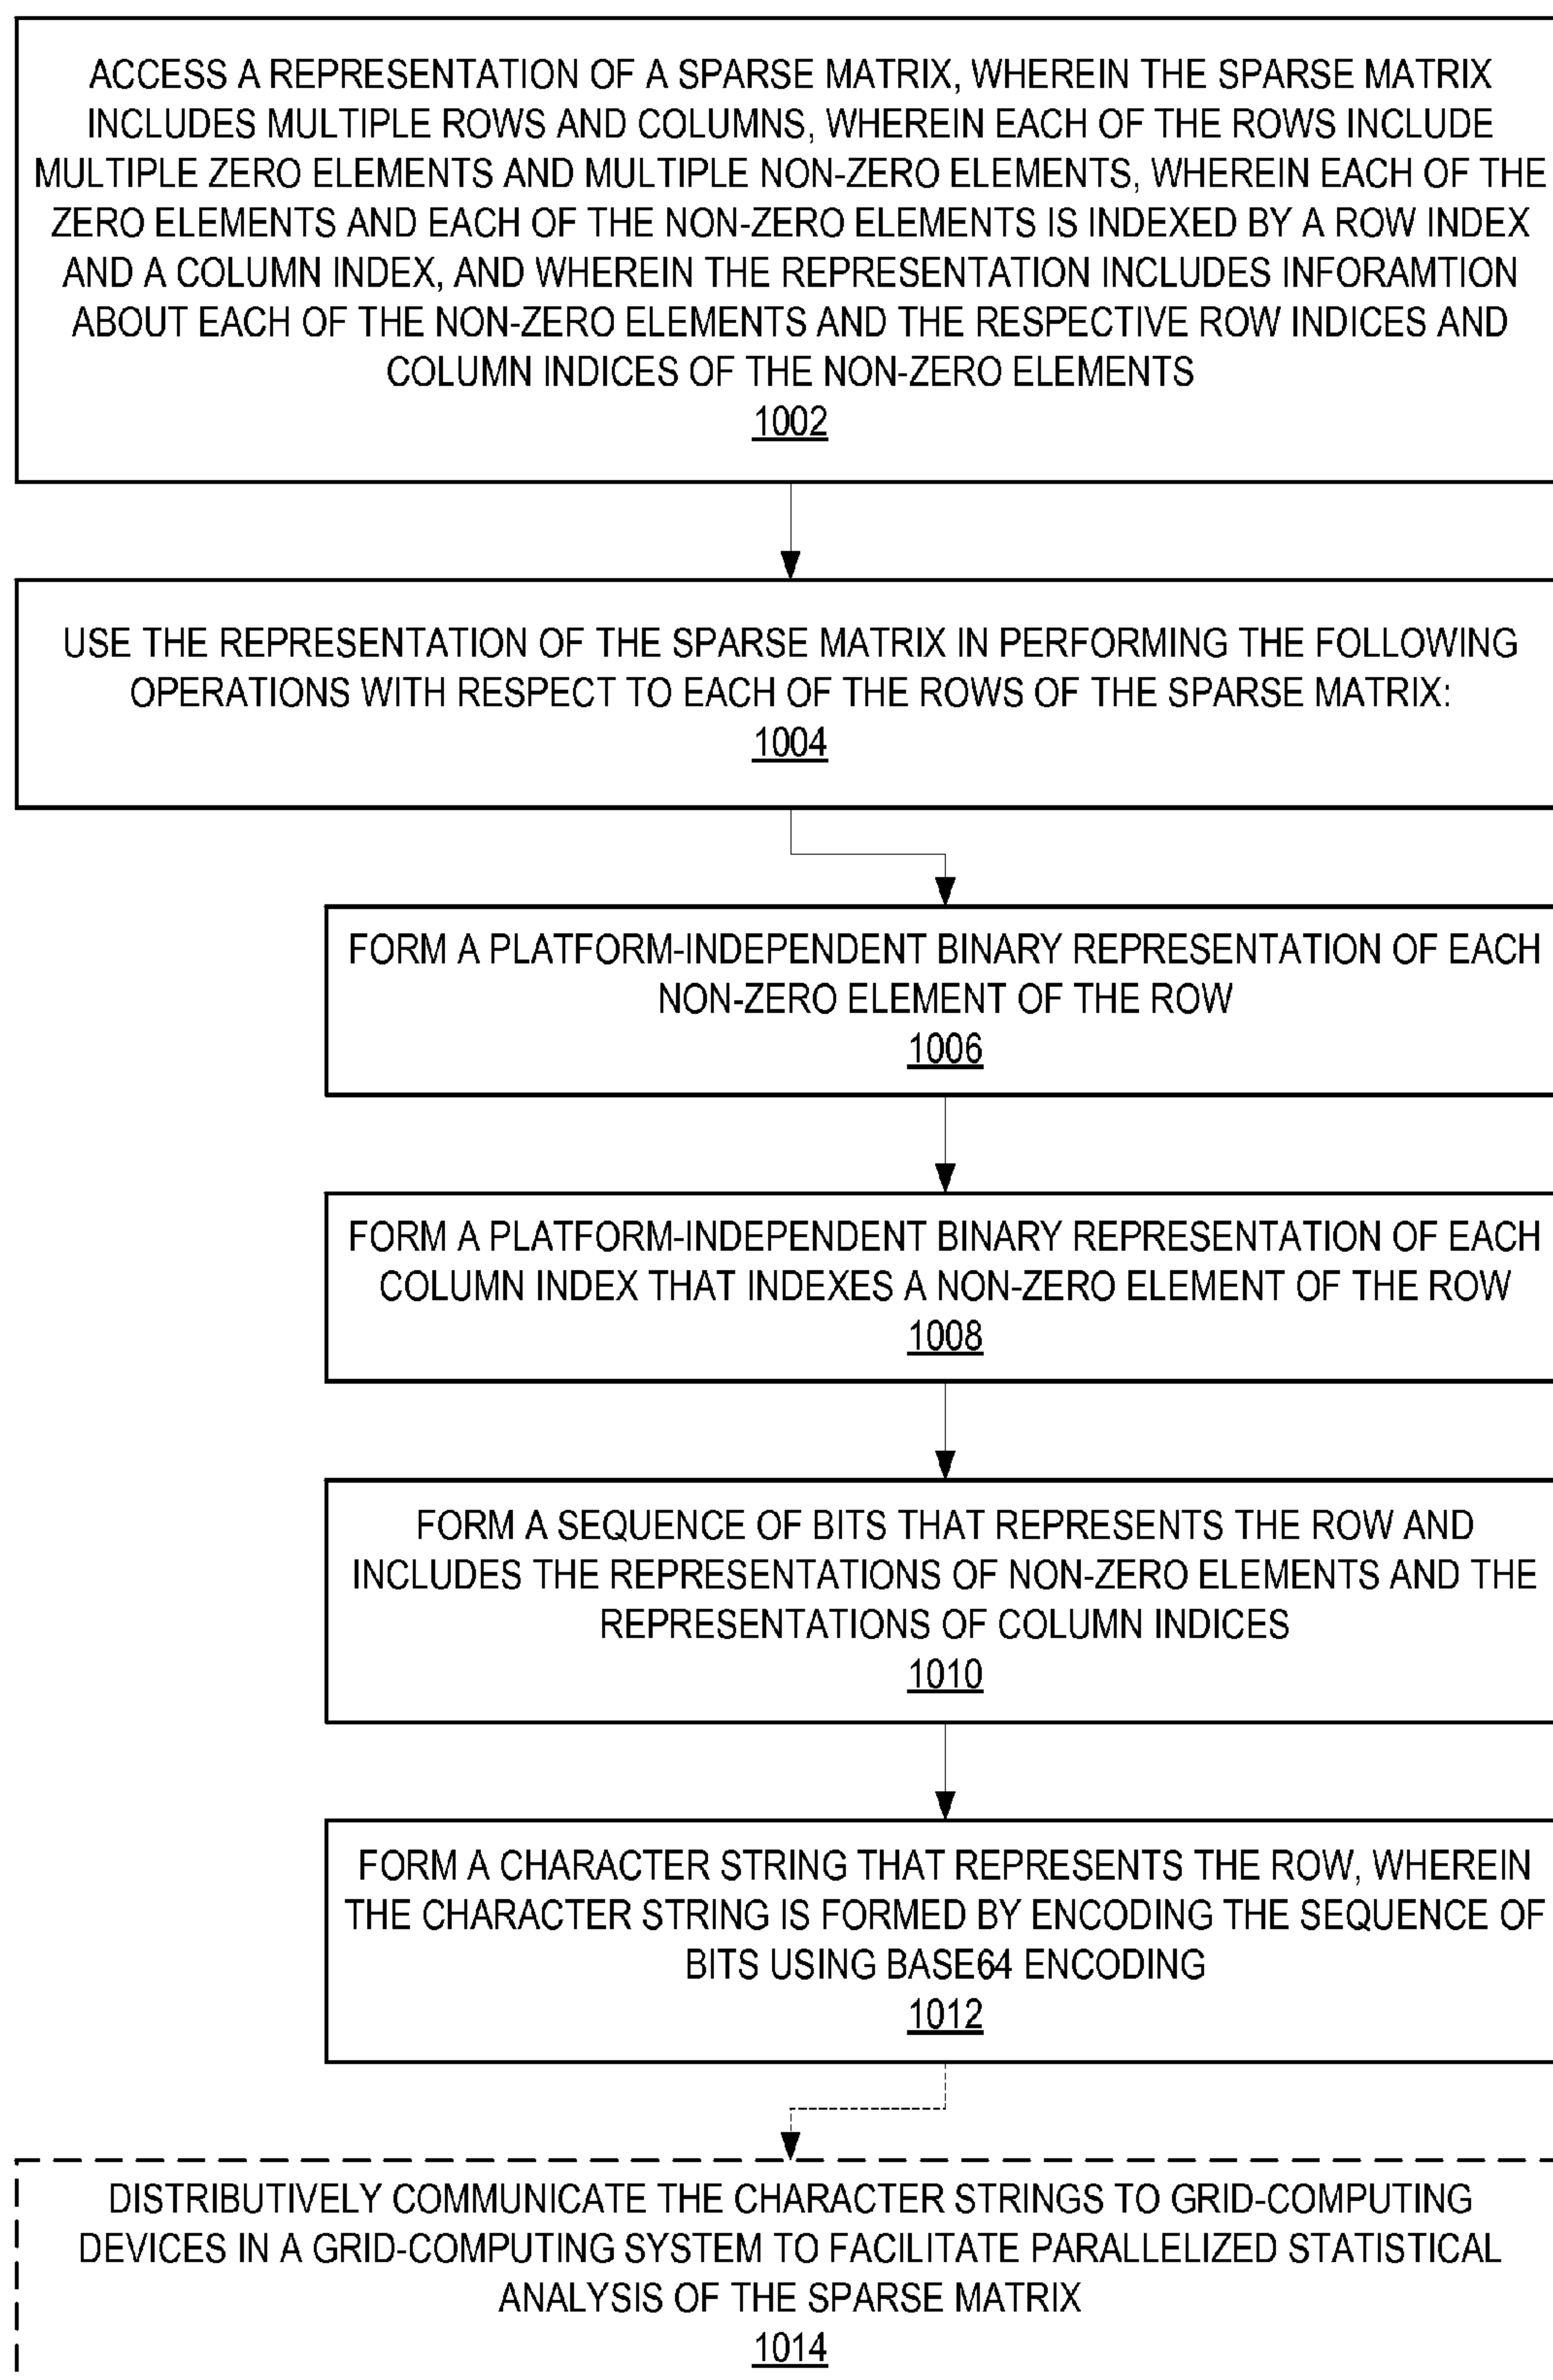 ACCESS A REPRESENTATION OF A SPARSE MATRIX, WHEREIN THE SPARSE MATRIX
INCLUDES MULTIPLE ROWS AND COLUMNS, WHEREIN EACH OF THE ROWS INCLUDE
MULTIPLE ZERO ELEMENTS AND MULTIPLE NON-ZERO ELEMENTS, WHEREIN EACH OF THE
ZERO ELEMENTS AND EACH OF THE NON-ZERO ELEMENTS IS INDEXED BY A ROW INDEX
AND A COLUMN INDEX, AND WHEREIN THE REPRESENTATION INCLUDES INFORAMTION
ABOUT EACH OF THE NON-ZERO ELEMENTS AND THE RESPECTIVE ROW INDICES AND
COLUMN INDICES OF THE NON-ZERO ELEMENTS
1002
USE THE REPRESENTATION OF THE SPARSE MATRIX IN PERFORMING THE FOLLOWING
OPERATIONS WITH RESPECT TO EACH OF THE ROWS OF THE SPARSE MATRIX:
1004
FORM A PLATFORM-INDEPENDENT BINARY REPRESENTATION OF EACH
NON-ZERO ELEMENT OF THE ROW
1006
FORM A PLATFORM-INDEPENDENT BINARY REPRESENTATION OF EACH
COLUMN INDEX THAT INDEXES A NON-ZERO ELEMENT OF THE ROW
1008
FORM A SEQUENCE OF BITS THAT REPRESENTS THE ROW AND
INCLUDES THE REPRESENTATIONS OF NON-ZERO ELEMENTS AND THE
REPRESENTATIONS OF COLUMN INDICES
1010
FORM A CHARACTER STRING THAT REPRESENTS THE ROW, WHEREIN
THE CHARACTER STRING IS FORMED BY ENCODING THE SEQUENCE OF
BITS USING BASE64 ENCODING
1012
DISTRIBUTIVELY COMMUNICATE THE CHARACTER STRINGS TO GRID-COMPUTING
DEVICES IN A GRID-COMPUTING SYSTEM TO FACILITATE PARALLELIZED STATISTICAL
ANALYSIS OF THE SPARSE MATRIX
1014